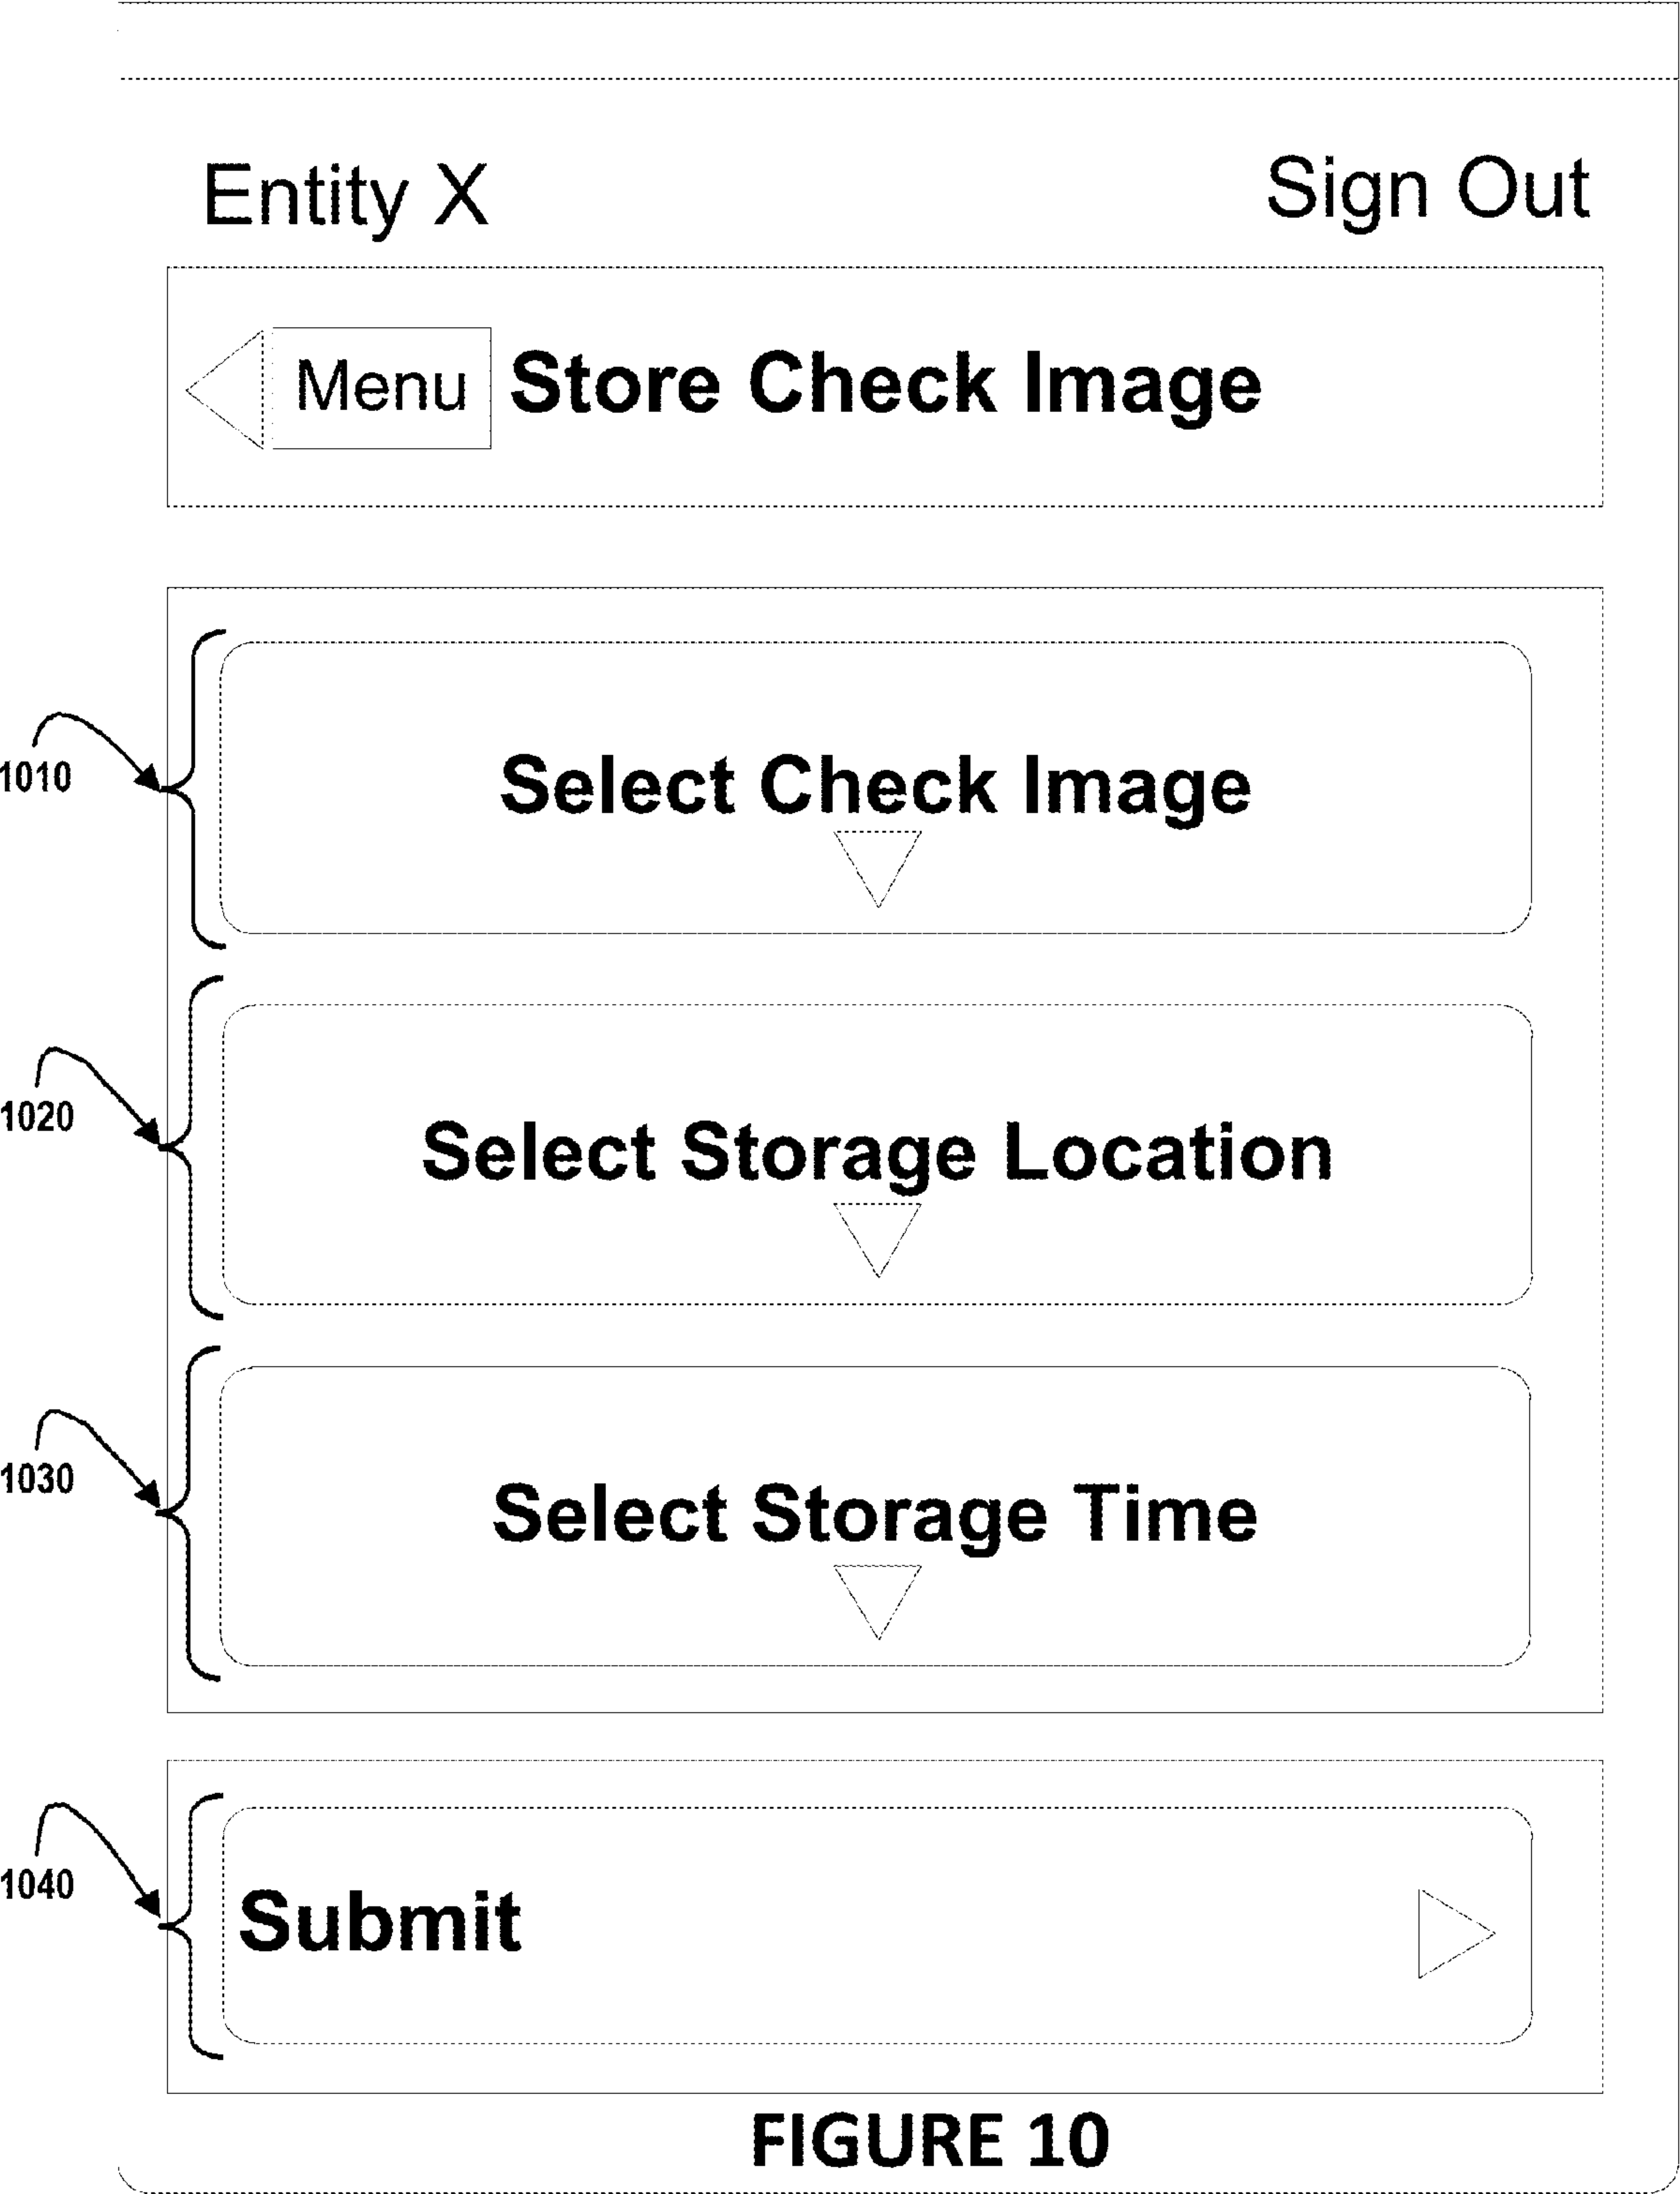 Entity X Sign Out
Menu Store Check Image
1010
Select Check Image
1020
Select Storage Location
1030
Select Storage Time
1040
Submit
FIGURE 10